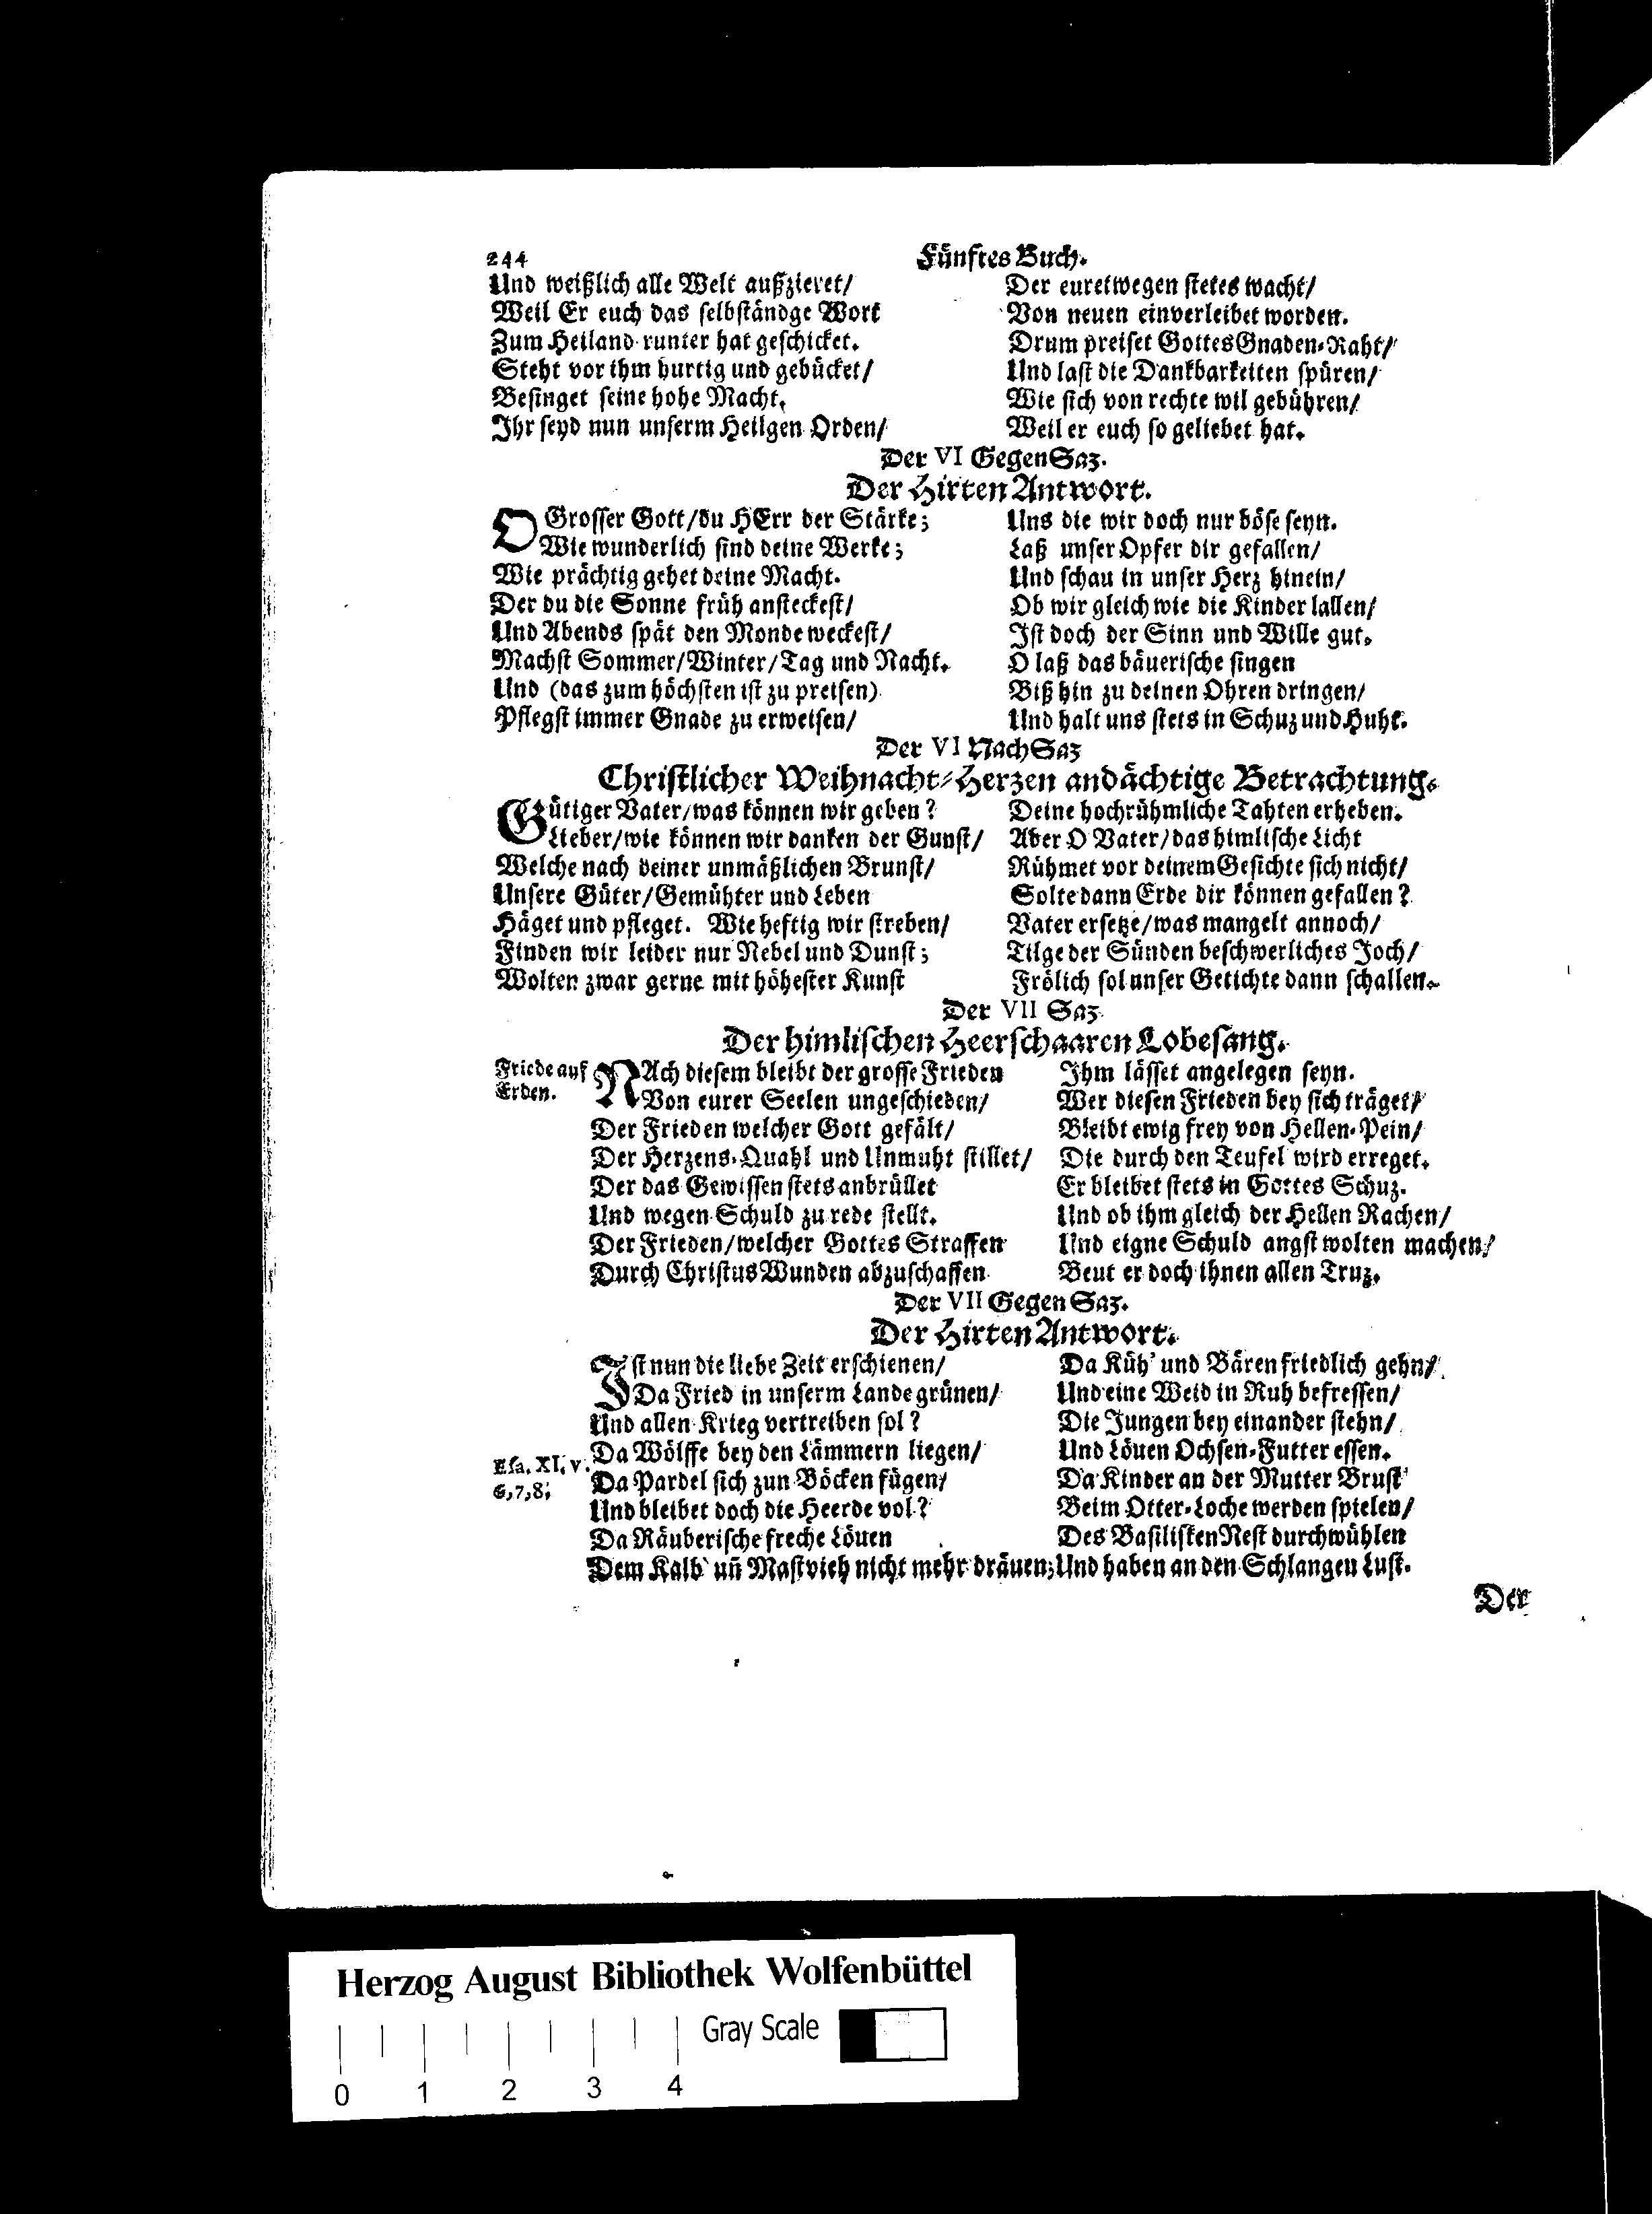 244
Fünftes Buch.
Und weißlich alle Welt außzieret/
Weil Er euch das selbständge Wort
Zum Heiland runter hat geschicket.
Steht vor ihm hurtig und gebücket/
Besinget seine hohe Macht,
Ihr seyd nun unserm Heilgen Orden/
Der euretwegen stetes wacht/
Von neuen einverleibet worden.
Drum preiset Gottes Gnaden-Raht/
Und last die Dankbarkeiten spüren/
Wie sich von rechte wil gebühren/
Weil er euch so geliebet hat.
Der VI GegenSaz.
Der Hirten Antwort.
O Grosser Gott/du HErr der Stärke;
Wie wunderlich sind deine Werke;
Wie prächtig gehet deine Macht.
Der du die Sonne früh ansteckest/
Und Abends spät den Monde weckest/
Machst Sommer/Winter/Tag und Nacht.
Und (das zum höchsten ist zu preisen)
Pflegst immer Gnade zu erweisen/
Uns die wir doch nur böse seyn.
Laß unser Opfer dir gefallen/
Und schau in unser Herz hinein/
Ob wir gleich wie die Kinder lallen/
Ist doch der Sinn und Wille gut.
O laß das bäuerische singen
Biß hin zu deinen Ohren dringen/
Und halt uns stets in Schuz und Huht.
Der VI NachSaz
Christlicher Weihnacht-Herzen andächtige Betrachtung.
Gütiger Vater/was können wir geben?
Lieber/wie können wir danken der Gunst/
Welche nach deiner unmäßlichen Brunst/
Unsere Güter/Gemühter und Leben
Häget und pfleget. Wie heftig wir streben/
Finden wir leider nur Nebel und Dunst;
Wolten zwar gerne mit höhester Kunst
Deine hochrühmliche Tahten erheben.
Aber O Vater/das himlische Licht
Rühmet vor deinem Gesichte sich nicht/
Solte dann Erde dir können gefallen?
Vater ersetze/was mangelt annoch/
Tilge der Sünden beschwerliches Joch/
Frölich sol unser Getichte dann schallen.
Der VII Saz
Der himlischen Heerschaaren Lobesang.
Friede auf
Erden.
NAch diesem bleibt der grosse Frieden
Von eurer Seelen ungeschieden/
Der Frieden welcher Gott gefält/
Der Herzens-Quahl und Unmuht stillet/
Der das Gewissen stets anbrüllet
Und wegen Schuld zu rede stellt.
Der Frieden/welcher Gottes Straffen
Durch Christus Wunden abzuschaffen
Ihm lässet angelegen seyn.
Wer diesen Frieden bey sich träget/
Bleibt ewig frey von Hellen-Pein/
Die durch den Teufel wird erreget.
Er bleibet stets in Gottes Schuz.
Und ob ihm gleich der Hellen Rachen/
Und eigne Schuld angst wolten machen/
Beut er doch ihnen allen Truz.
Der VII Gegen Saz.
Der Hirten Antwort.
Ist nun die liebe Zeit erschienen/
Da Fried in unserm Lande grünen/
Und allen Krieg vertreiben sol?
Da Wölffe bey den Lämmern liegen/
Esa. XI, v.
6,7,8.
Da Pardel sich zun Böcken fügen/
Und bleibet doch die Heerde vol?
Da Räuberische freche Löuen
Dem Kalb' uñ Mastvieh nicht mehr dräuen;
Da Küh' und Bären friedlich gehn/
Und eine Weid in Ruh befressen/
Die Jungen bey einander stehn/
Und Löuen Ochsen-Futter essen.
Da Kinder an der Mutter Brust
Beim Otter-Loche werden spielen/
Des Basilisken Nest durchwühlen
Und haben an den Schlangen Lust.
Der
Herzog August Bibliothek Wolfenbüttel
Gray Scale
0 1 2 3 4